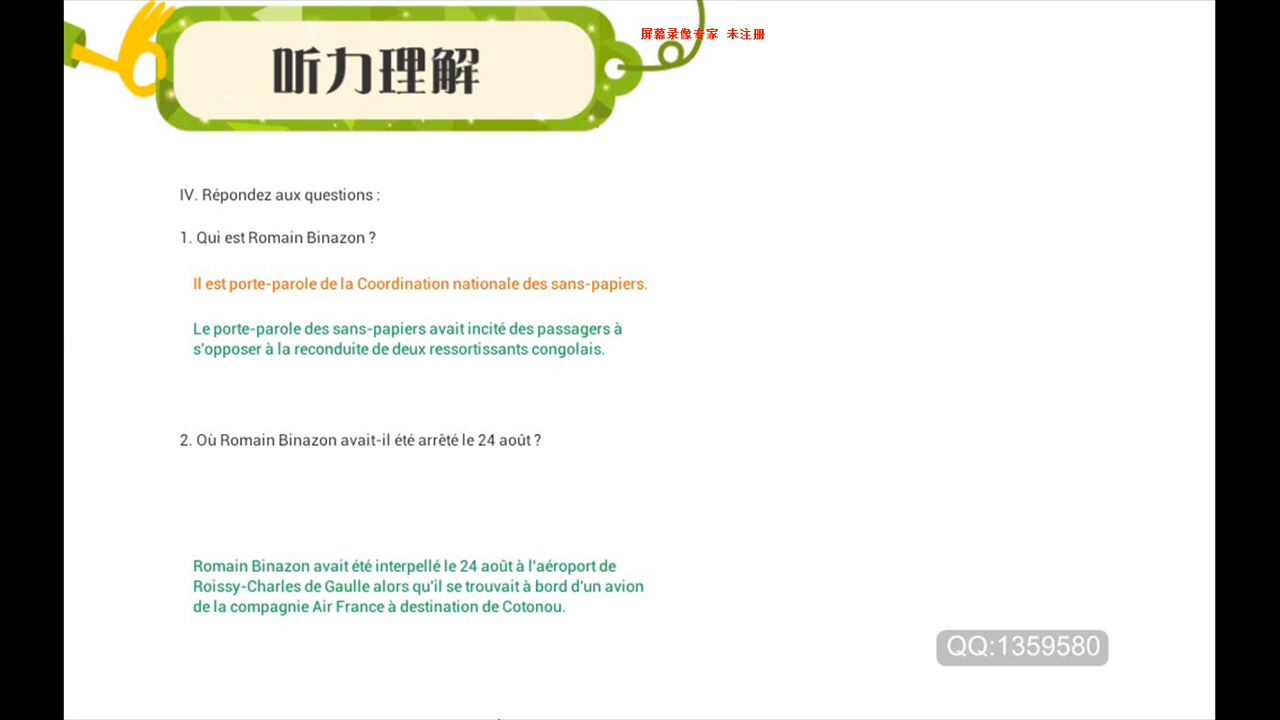 屏幕录像专家 未注册
听力理解
IV. Répondez aux questions :
1. Qui est Romain Binazon ?
Il est porte-parole de la Coordination nationale des sans-papiers.
Le porte-parole des sans-papiers avait incité des passagers à
s'opposer à la reconduite de deux ressortissants congolais.
2. Où Romain Binazon avait-il été arrêté le 24 août ?
Romain Binazon avait été interpellé le 24 août à l'aéroport de
Roissy-Charles de Gaulle alors qu'il se trouvait à bord d'un avion
de la compagnie Air France à destination de Cotonou.
QQ:1359580